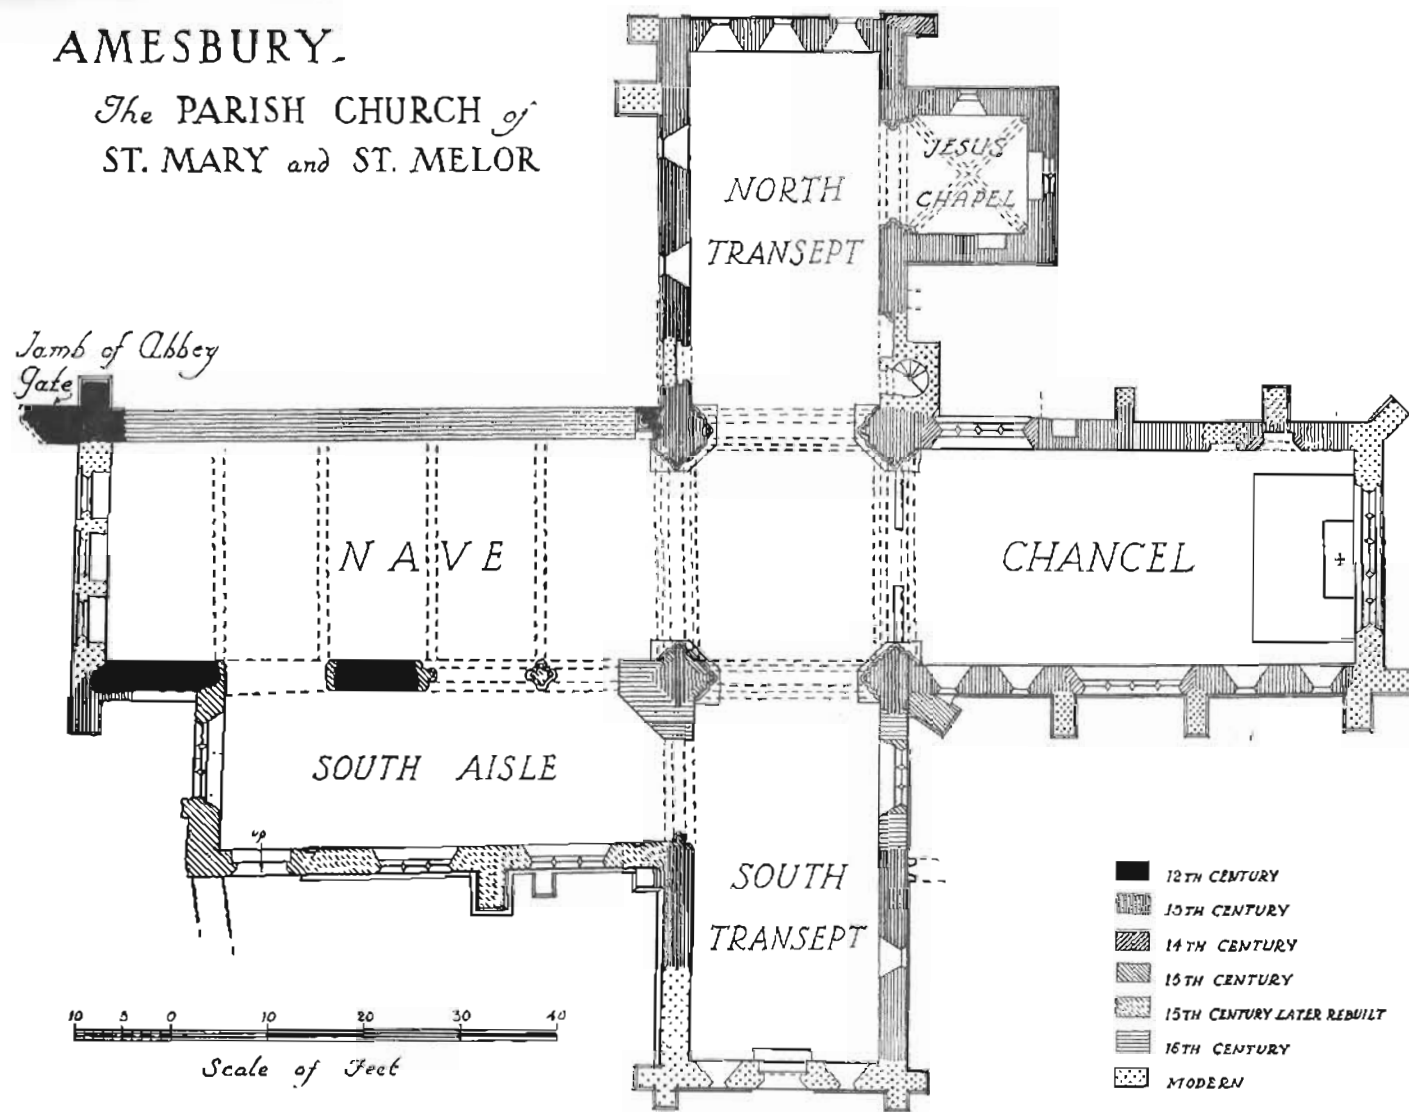 AMESBURY.
The PARISH CHURCH of
ST. MARY and ST. MELOR
JESUS
CHAPEL
NORTH
TRANSEPT
Jamb of Abbey
Gate
NAVE
CHANCEL
SOUTH AISLE
up
SOUTH
TRANSEPT
12TH CENTURY
13TH CENTURY
14TH CENTURY
15TH CENTURY
15TH CENTURY LATER REBUILT
16TH CENTURY
MODERN
10 5 0 10 20 30 40
Scale of Feet